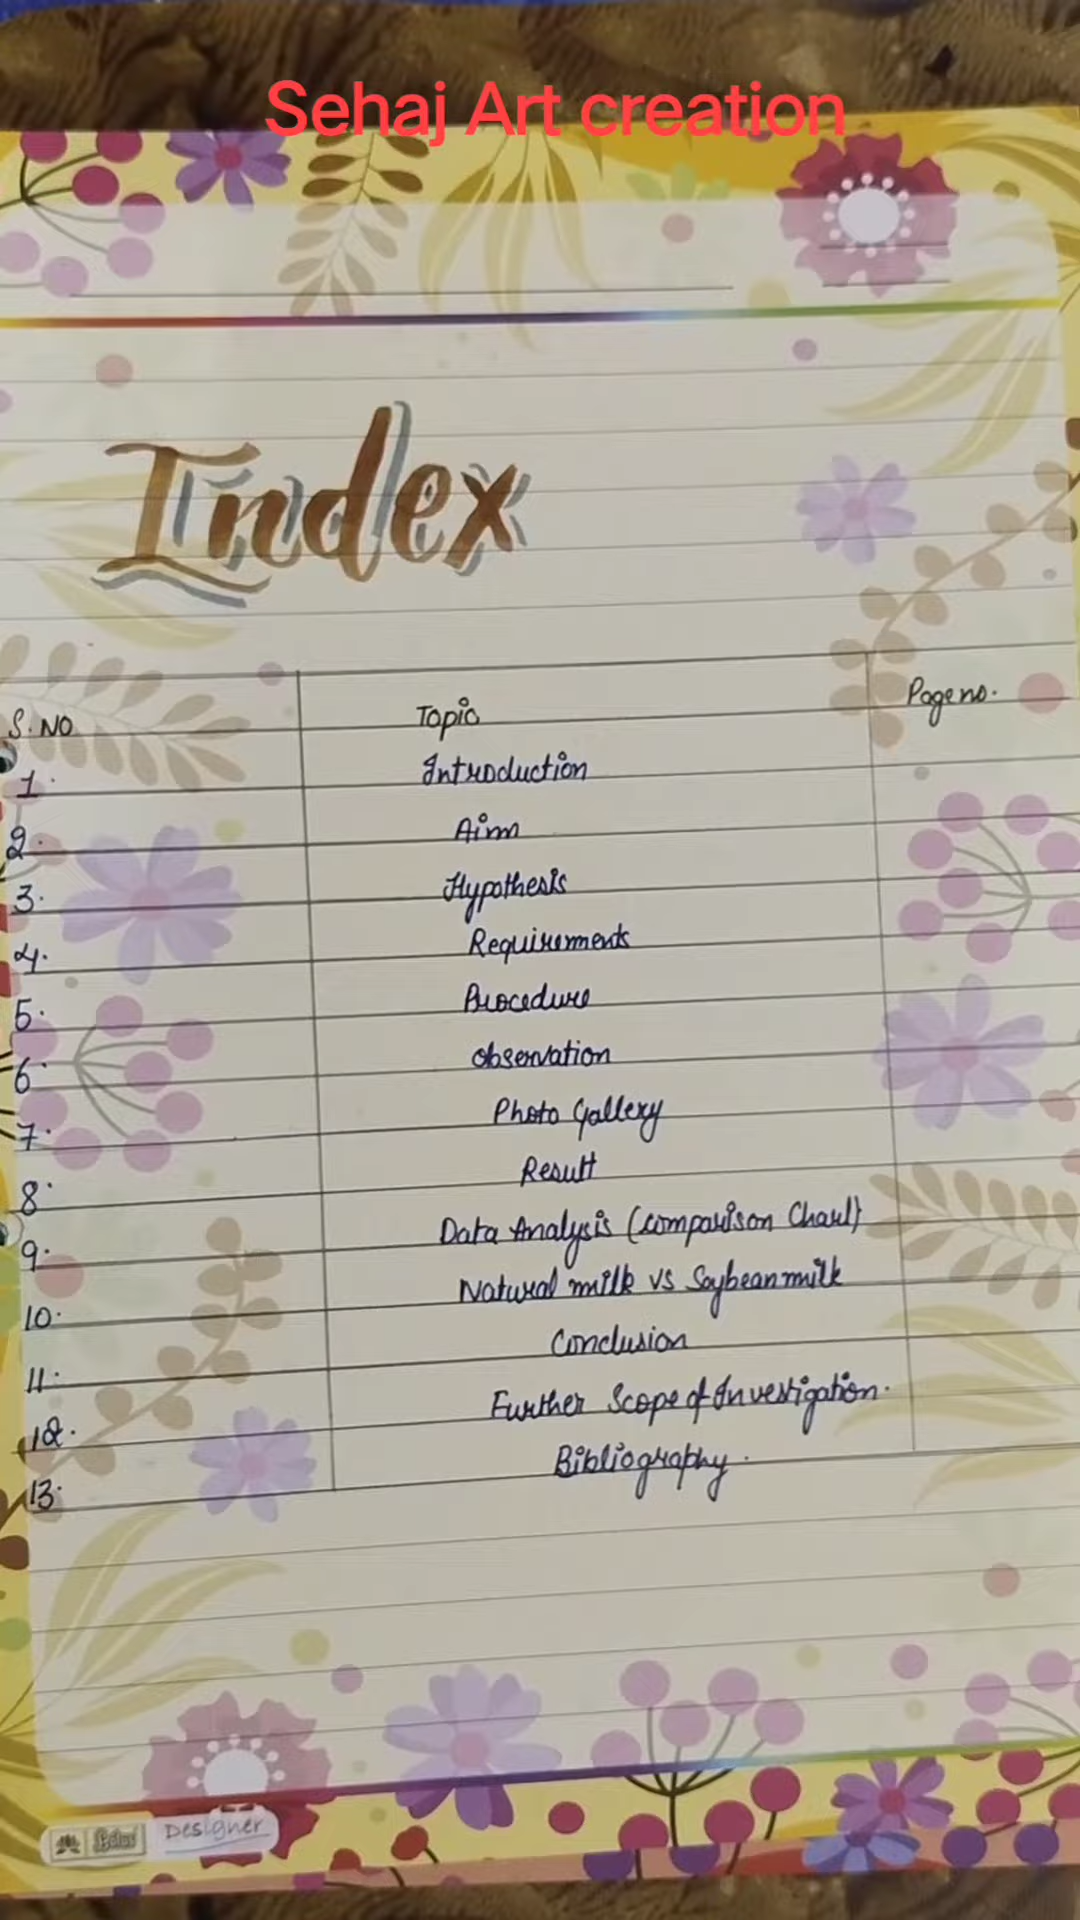 Sehaj Art creation
Index
S. No Topic Page no.
1. Introduction
2. Aim
3. Hypothesis
4. Requirements
5. Procedure
6. Observation
7. Photo Gallery
8. Result
9. Data Analysis (comparison Chart)
10. Natural milk vs Soybean milk
11. Conclusion
12. Further Scope of Investigation.
13. Bibliography.
Designer